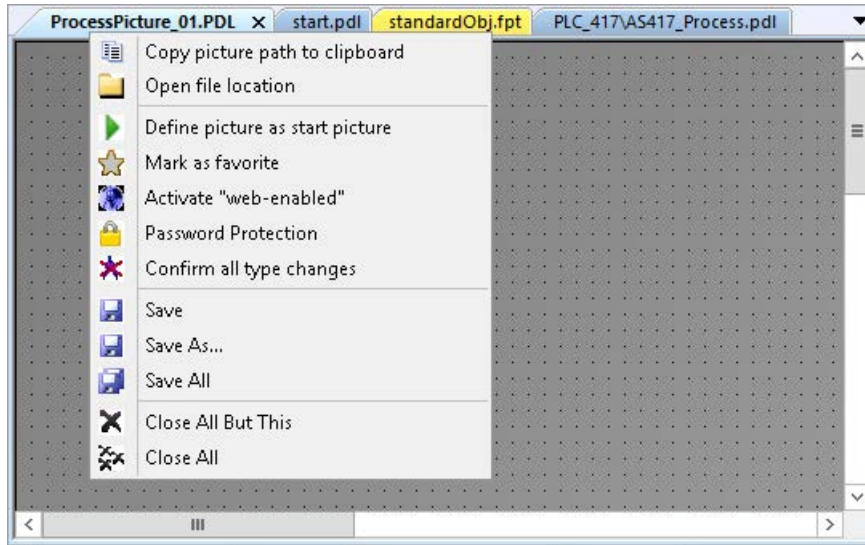 ProcessPicture_01.PDL X start.pdl standardObj.fpt PLC_417\AS417_Process.pdl
Copy picture path to clipboard
Open file location
Define picture as start picture
Mark as favorite
Activate "web-enabled"
Password Protection
Confirm all type changes
Save
Save As...
Save All
Close All But This
Close All